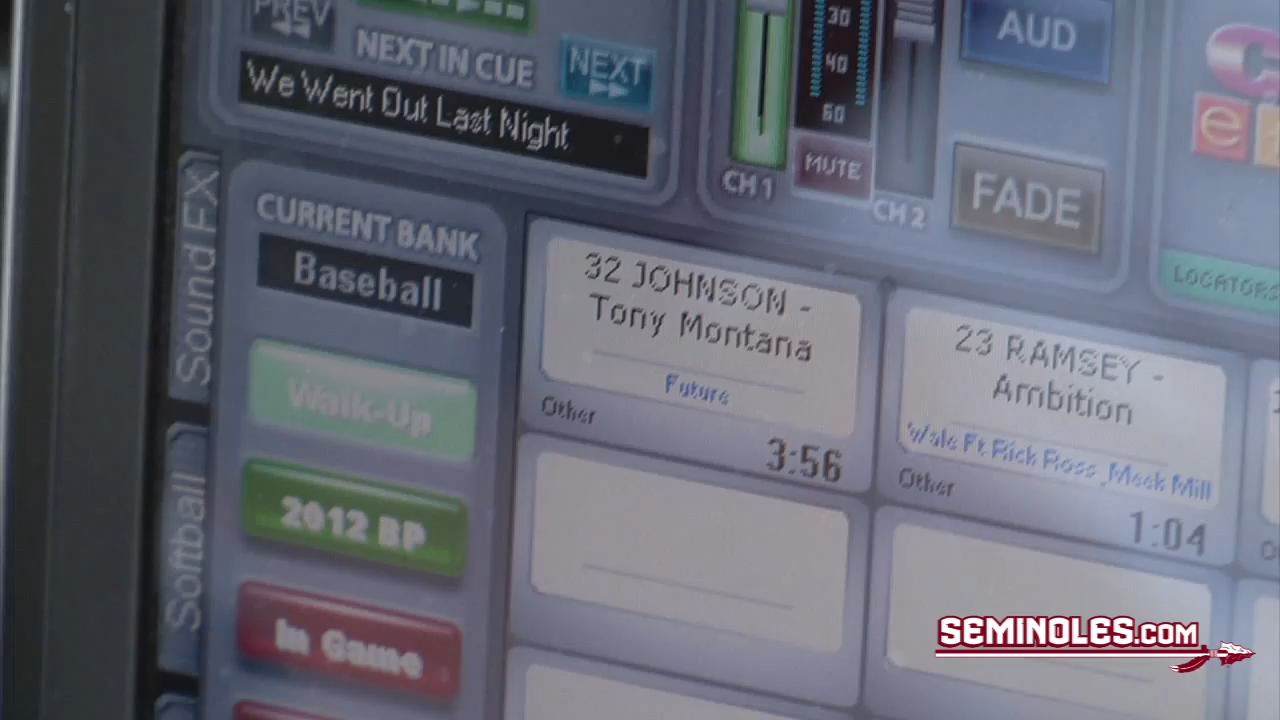 PREV
NEXT IN CUE
NEXT
We Went Out Last Night
30
40
60
MUTE
CH 1
CH 2
AUD
FADE
LOCATORS
Sound FX
Softball
CURRENT BANK
Baseball
Walk-Up
2012 BP
In Game
32 JOHNSON -
Tony Montana
Future
Other
3:56
23 RAMSEY -
Ambition
Wale Ft Rick Ross, Meek Mill
Other
1:04
SEMINOLES.COM